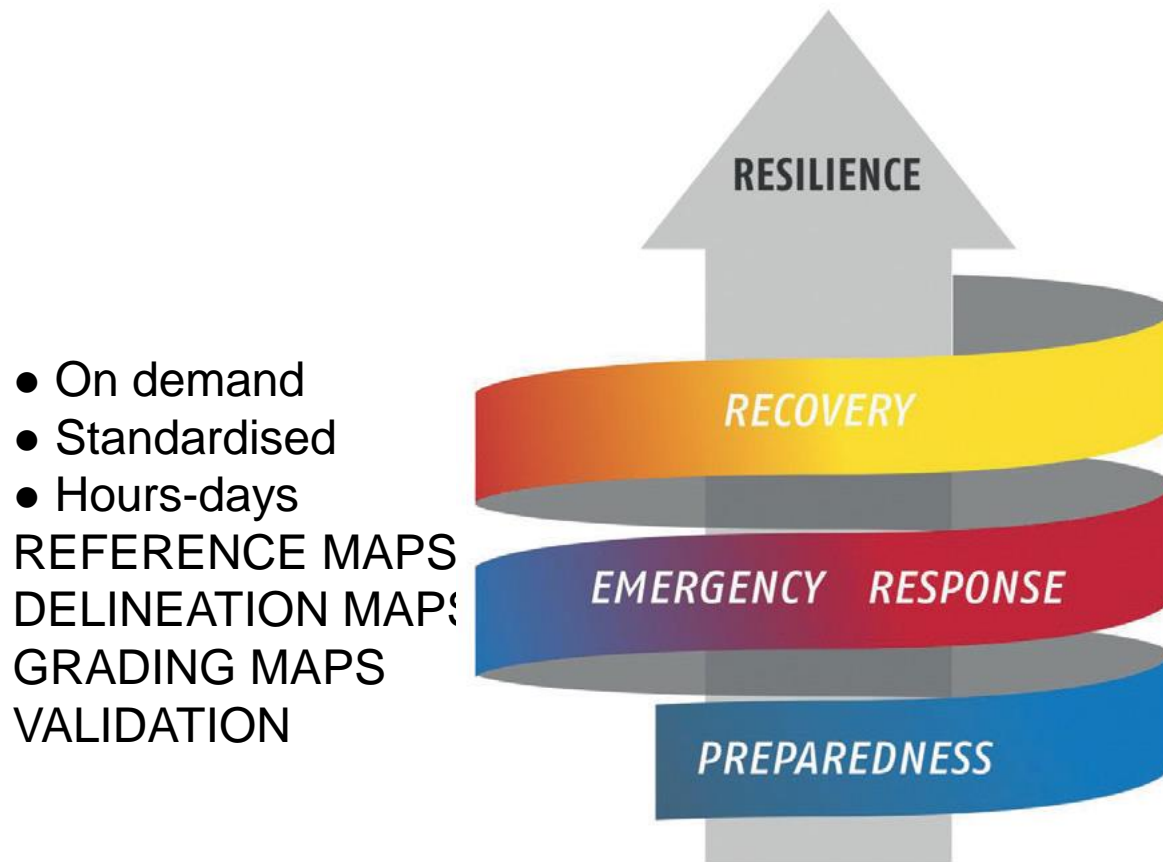 ● On demand
● Standardised
● Hours-days
REFERENCE MAPS
DELINEATION MAPS
GRADING MAPS
VALIDATION
RESILIENCE
RECOVERY
EMERGENCY RESPONSE
PREPAREDNESS